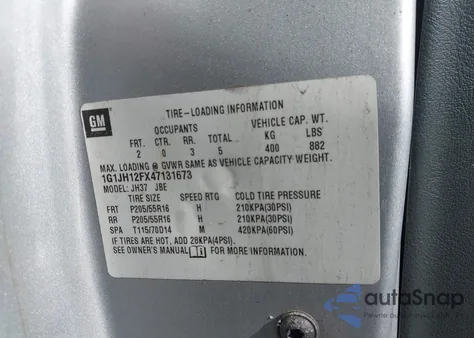 GM
TIRE-LOADING INFORMATION
OCCUPANTS VEHICLE CAP. WT.
FRT. CTR. RR. TOTAL KG LBS
2 0 3 5 400 882
MAX. LOADING @ GVWR SAME AS VEHICLE CAPACITY WEIGHT.
1G1JH12FX47131673
MODEL: JH37 JBE
TIRE SIZE SPEED RTG COLD TIRE PRESSURE
FRT P205/55R16 H 210KPA(30PSI)
RR P205/55R16 H 210KPA(30PSI)
SPA T115/70D14 M 420KPA(60PSI)
IF TIRES ARE HOT, ADD 28KPA(4PSI).
SEE OWNER'S MANUAL FOR MORE INFORMATION.
autoSnap